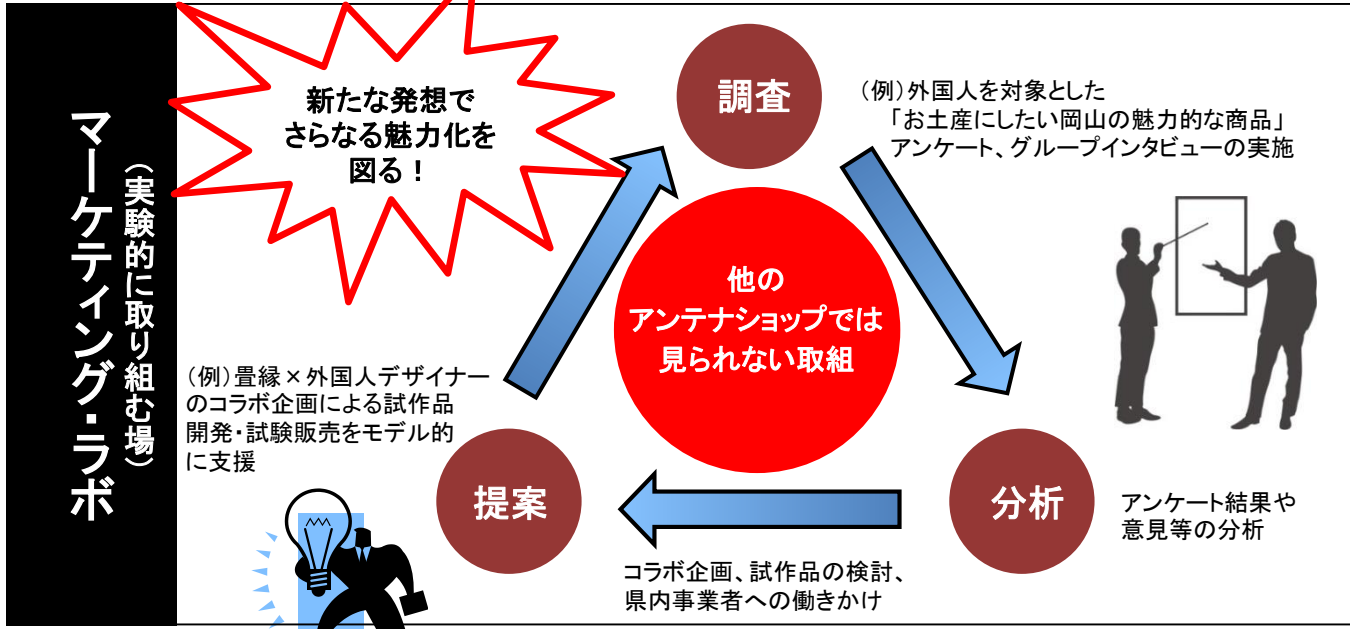 マーケティング・ラボ
（実験的に取り組む場）
新たな発想で
さらなる魅力化を
図る！
調査
（例）外国人を対象とした
「お土産にしたい岡山の魅力的な商品」
アンケート、グループインタビューの実施
他の
アンテナショップでは
見られない取組
（例）畳縁×外国人デザイナー
のコラボ企画による試作品
開発・試験販売をモデル的
に支援
提案
分析
アンケート結果や
意見等の分析
コラボ企画、試作品の検討、
県内事業者への働きかけ